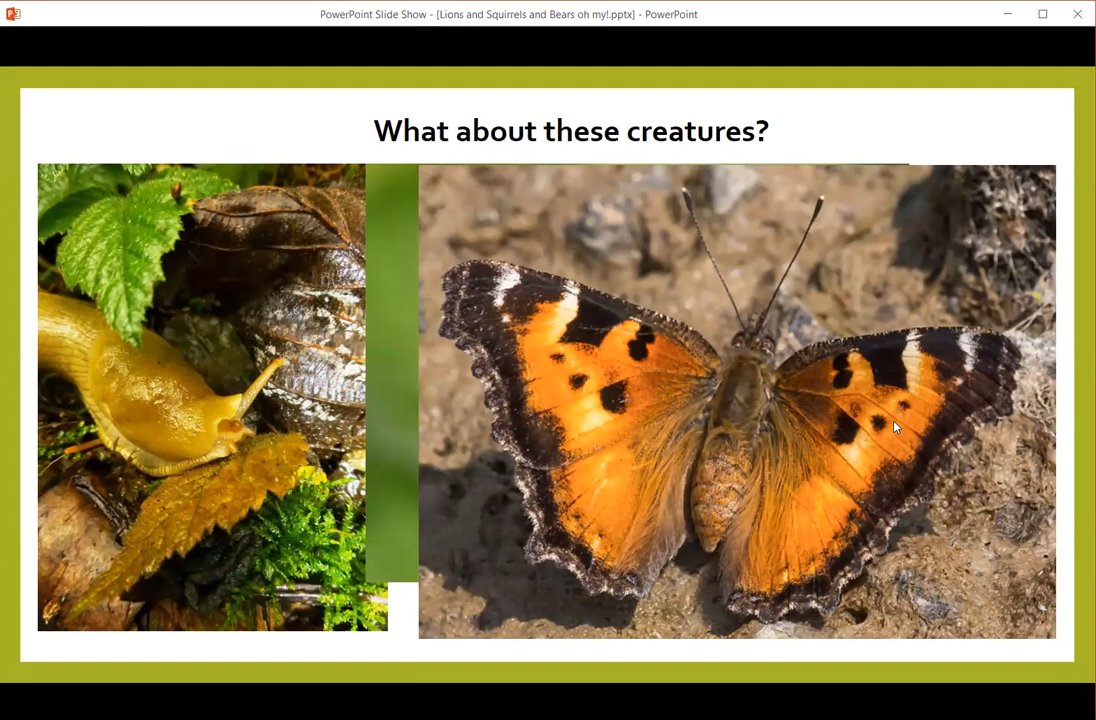 PowerPoint Slide Show - [Lions and Squirrels and Bears oh my!.pptx] - PowerPoint
What about these creatures?